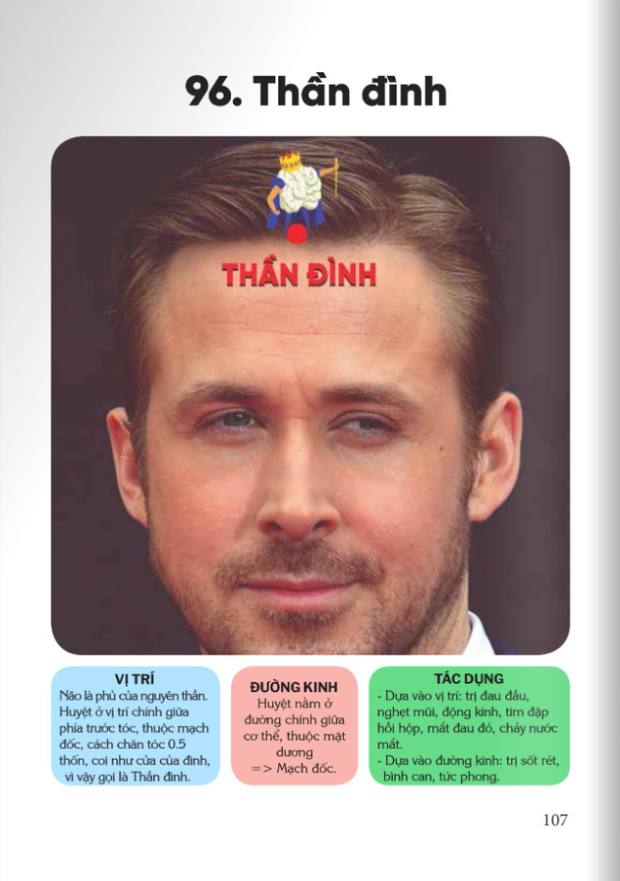 96. Thần đình
THẦN ĐÌNH
VỊ TRÍ
Não là phủ của nguyên thần.
Huyệt ở vị trí chính giữa
phía trước tóc, thuộc mạch
đốc, cách chân tóc 0.5
thốn, coi như cửa của đình,
vì vậy gọi là Thần đình.
ĐƯỜNG KINH
Huyệt nằm ở
đường chính giữa
cơ thể, thuộc mặt
dương
=> Mạch đốc.
TÁC DỤNG
- Dựa vào vị trí: trị đau đầu,
nghẹt mũi, động kinh, tim đập
hồi hộp, mắt đau đỏ, chảy nước
mắt.
- Dựa vào đường kinh: trị sốt rét,
bình can, tức phong.
107